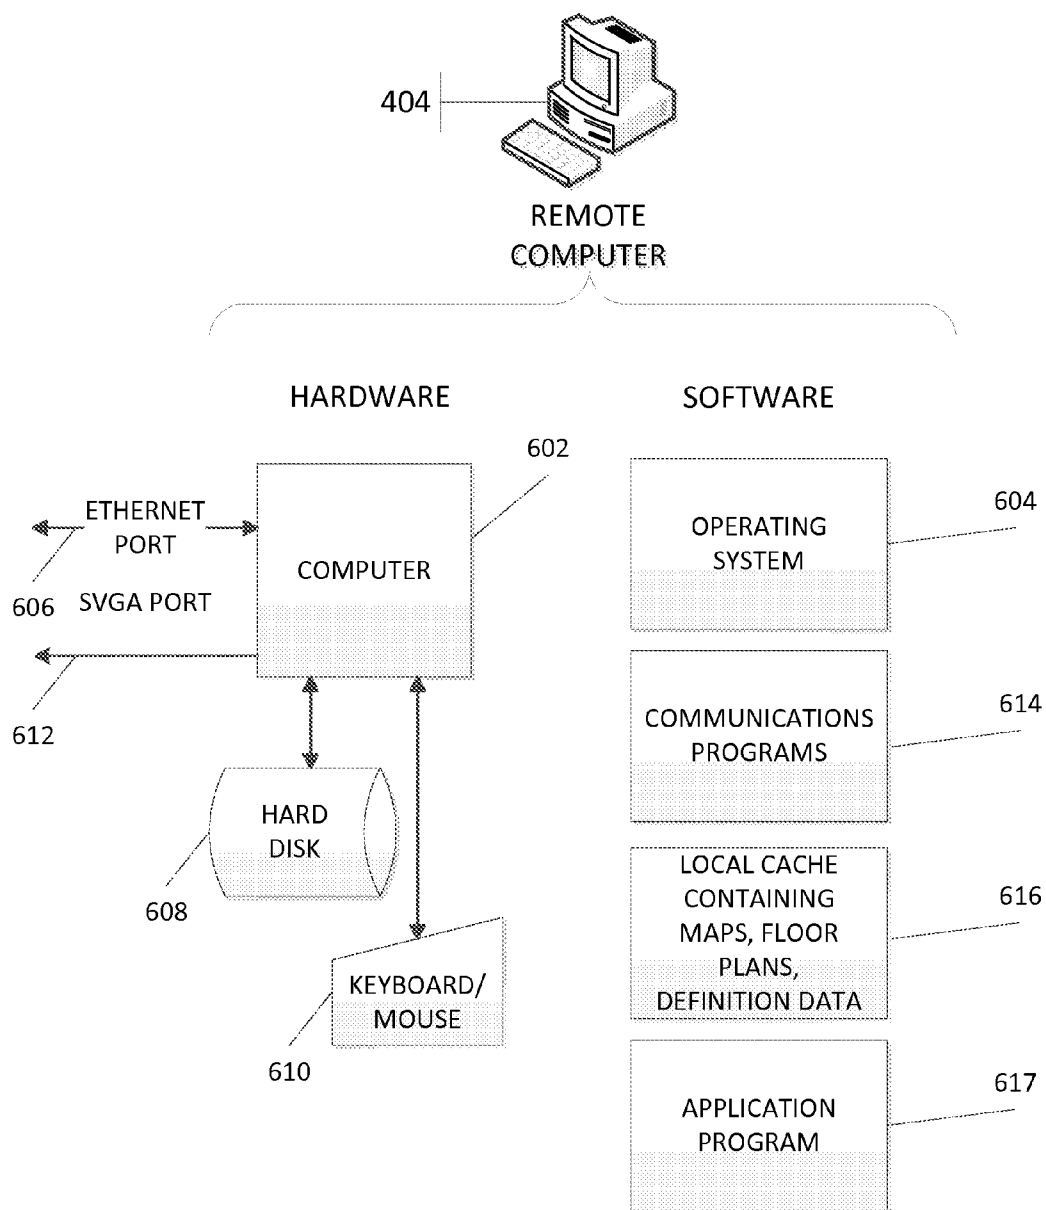 404
REMOTE
COMPUTER
HARDWARE
SOFTWARE
602
ETHERNET
PORT
606
SVGA PORT
COMPUTER
612
HARD
DISK
608
KEYBOARD/
MOUSE
610
OPERATING
SYSTEM
604
COMMUNICATIONS
PROGRAMS
614
LOCAL CACHE
CONTAINING
MAPS, FLOOR
PLANS,
DEFINITION DATA
616
APPLICATION
PROGRAM
617